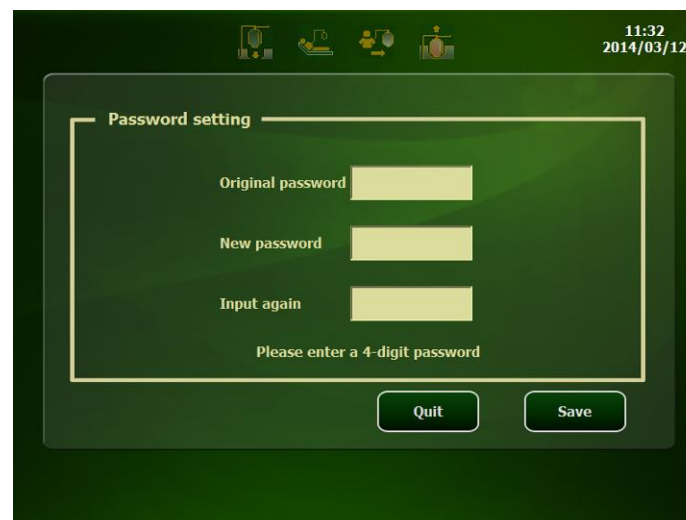 11:32
2014/03/12
Password setting
Original password
New password
Input again
Please enter a 4-digit password
Quit Save